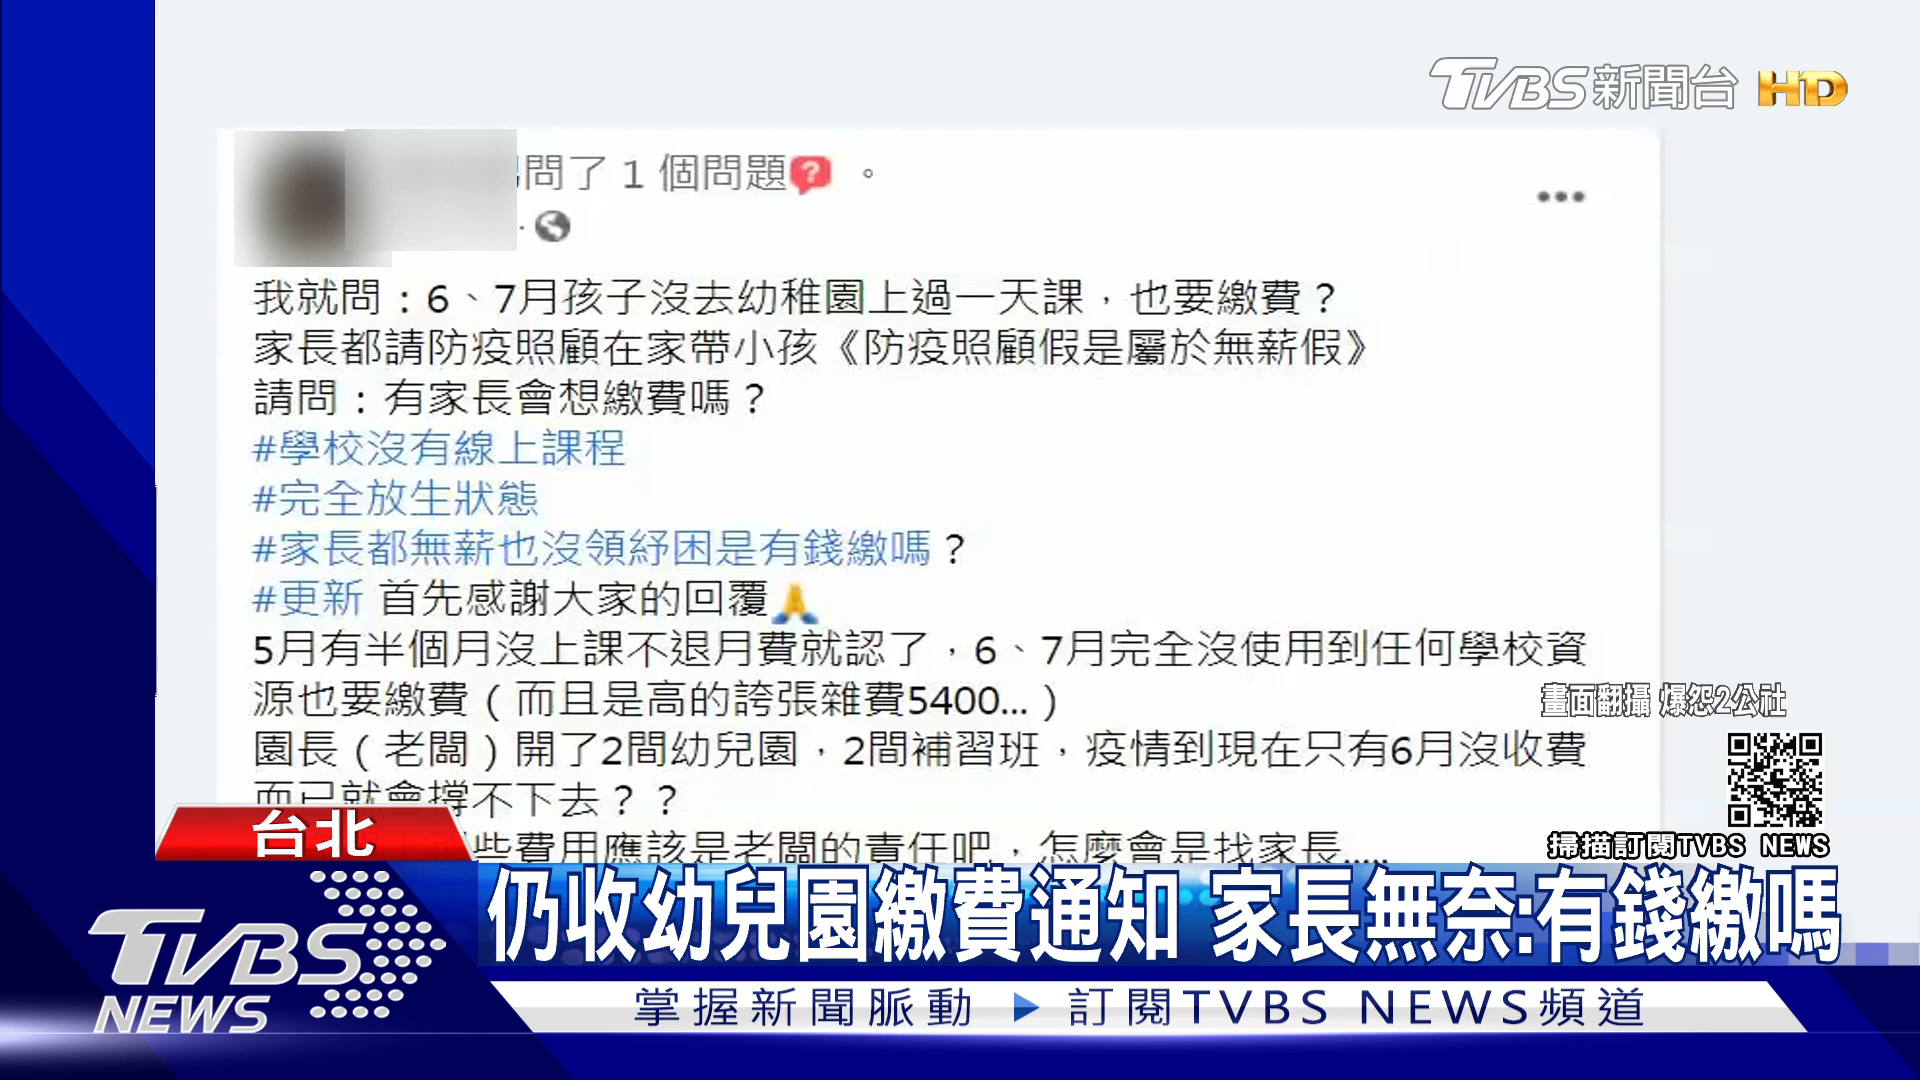 TVBS新聞台 HD
問了 1 個問題 。
我就問：6、7月孩子沒去幼稚園上過一天課，也要繳費？
家長都請防疫照顧在家帶小孩《防疫照顧假是屬於無薪假》
請問：有家長會想繳費嗎？
#學校沒有線上課程
#完全放生狀態
#家長都無薪也沒領紓困是有錢繳嗎？
#更新 首先感謝大家的回覆🙏
5月有半個月沒上課不退月費就認了，6、7月完全沒使用到任何學校資
源也要繳費（而且是高的誇張雜費5400...）
園長（老闆）開了2間幼兒園，2間補習班，疫情到現在只有6月沒收費
而已就會撐不下去？？
些費用應該是老闆的責任吧，怎麼會是找家長.....
畫面翻攝 爆怨2公社
掃描訂閱TVBS NEWS
台北
仍收幼兒園繳費通知 家長無奈:有錢繳嗎
TVBS
NEWS
掌握新聞脈動 ▶ 訂閱TVBS NEWS頻道